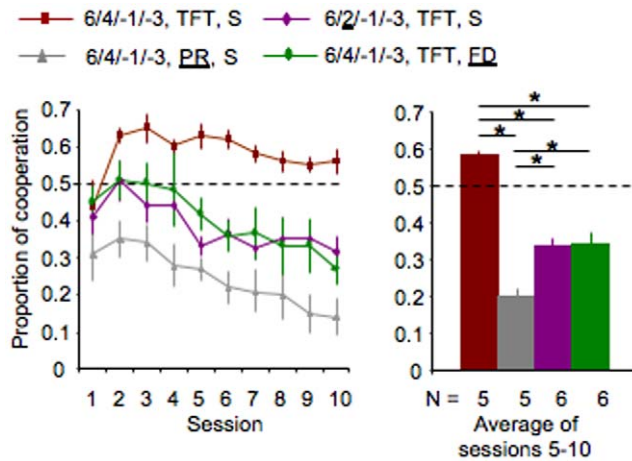 6/4/-1/-3, TFT, S
6/2/-1/-3, TFT, S
6/4/-1/-3, PR, S
6/4/-1/-3, TFT, FD
Proportion of cooperation
0.7
0.6
0.5
0.4
0.3
0.2
0.1
0
1 2 3 4 5 6 7 8 9 10
Session
*
*
* *
*
0.7
0.6
0.5
0.4
0.3
0.2
0.1
0
N = 5 5 6 6
Average of
sessions 5-10